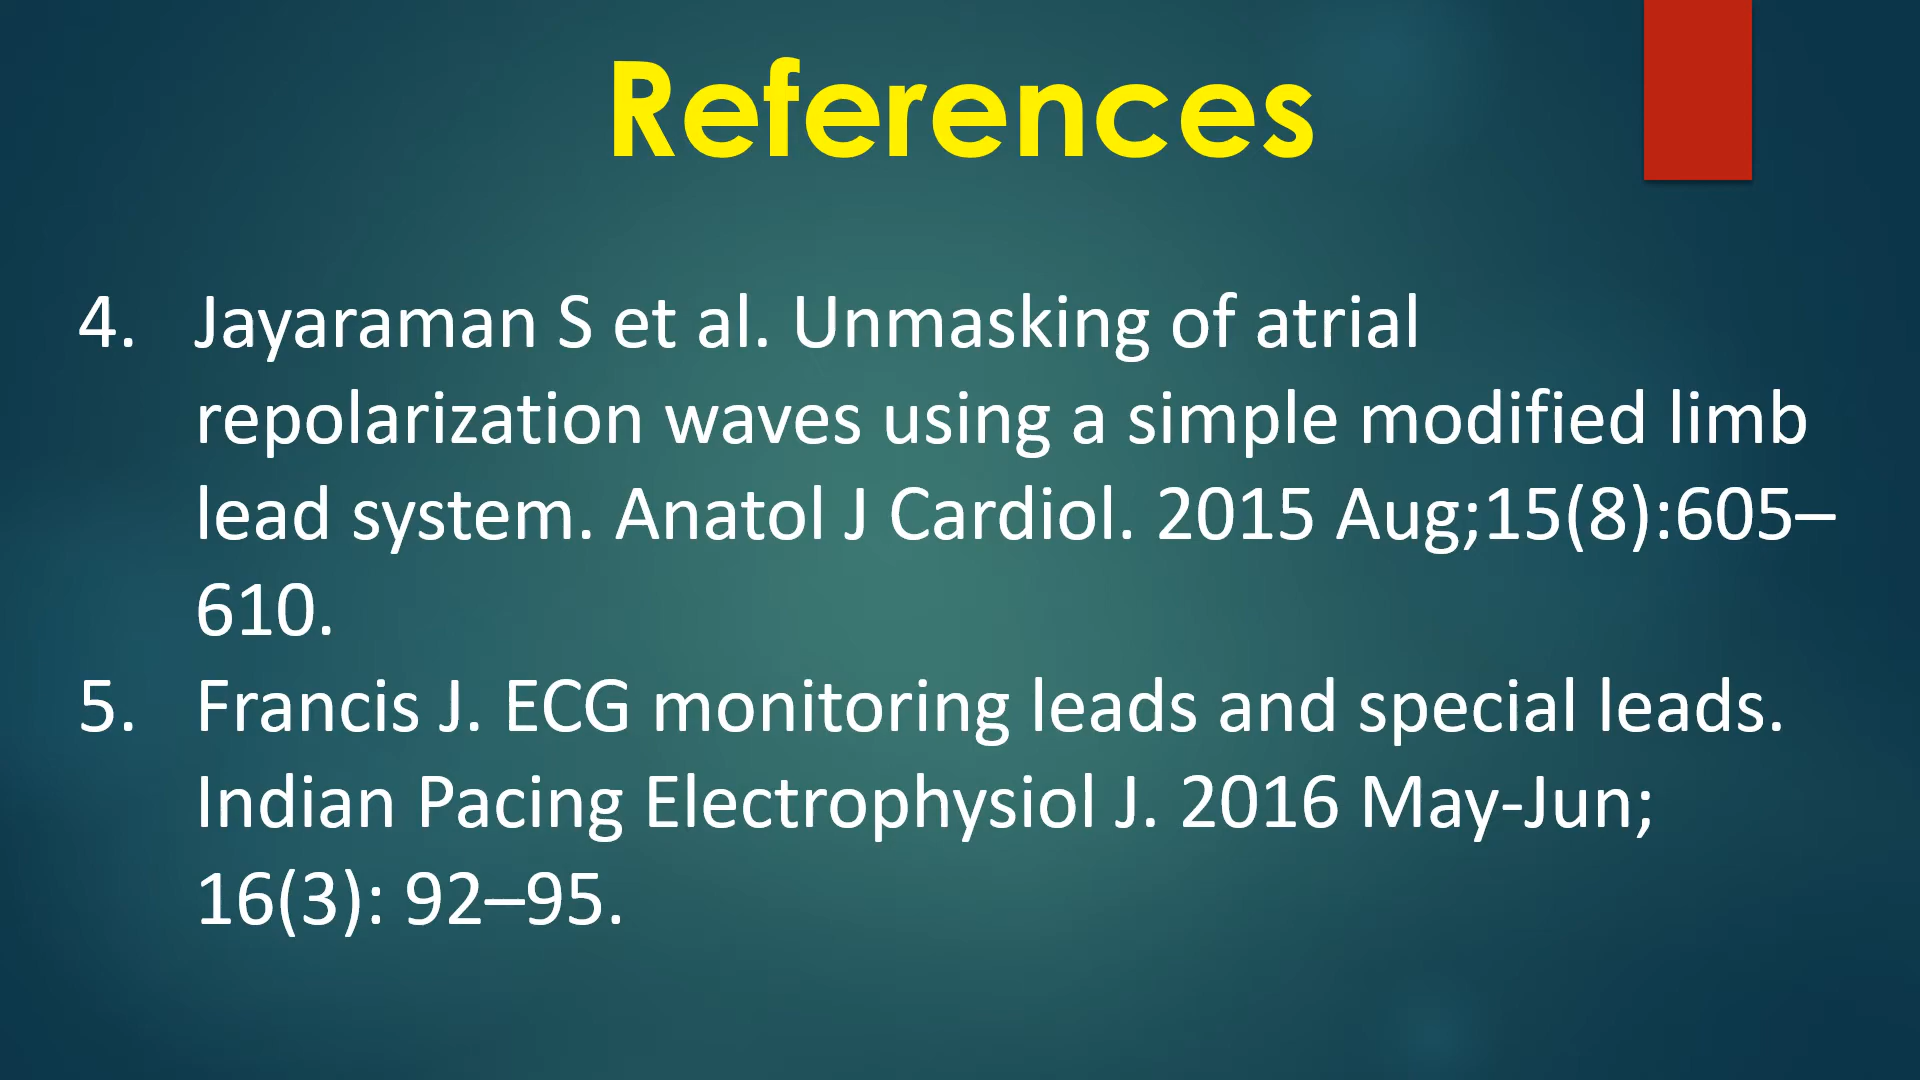 References
4. Jayaraman S et al. Unmasking of atrial
repolarization waves using a simple modified limb
lead system. Anatol J Cardiol. 2015 Aug;15(8):605–
610.
5. Francis J. ECG monitoring leads and special leads.
Indian Pacing Electrophysiol J. 2016 May-Jun;
16(3): 92–95.